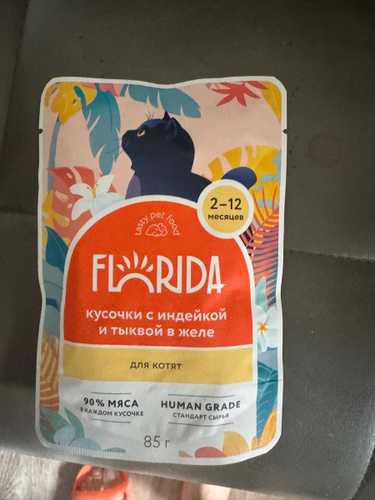 2–12
месяцев
tasty pet food
FLORIDA
кусочки с индейкой
и тыквой в желе
ДЛЯ КОТЯТ
90% МЯСА
В КАЖДОМ КУСОЧКЕ
HUMAN GRADE
СТАНДАРТ СЫРЬЯ
85 г